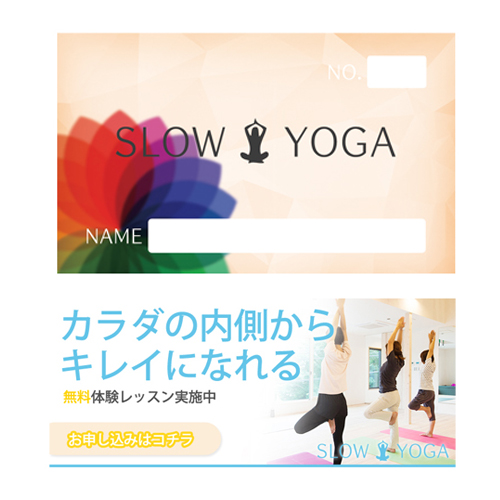 NO.
SLOW YOGA
NAME
カラダの内側から
キレイになれる
無料体験レッスン実施中
お申し込みはコチラ
SLOW YOGA